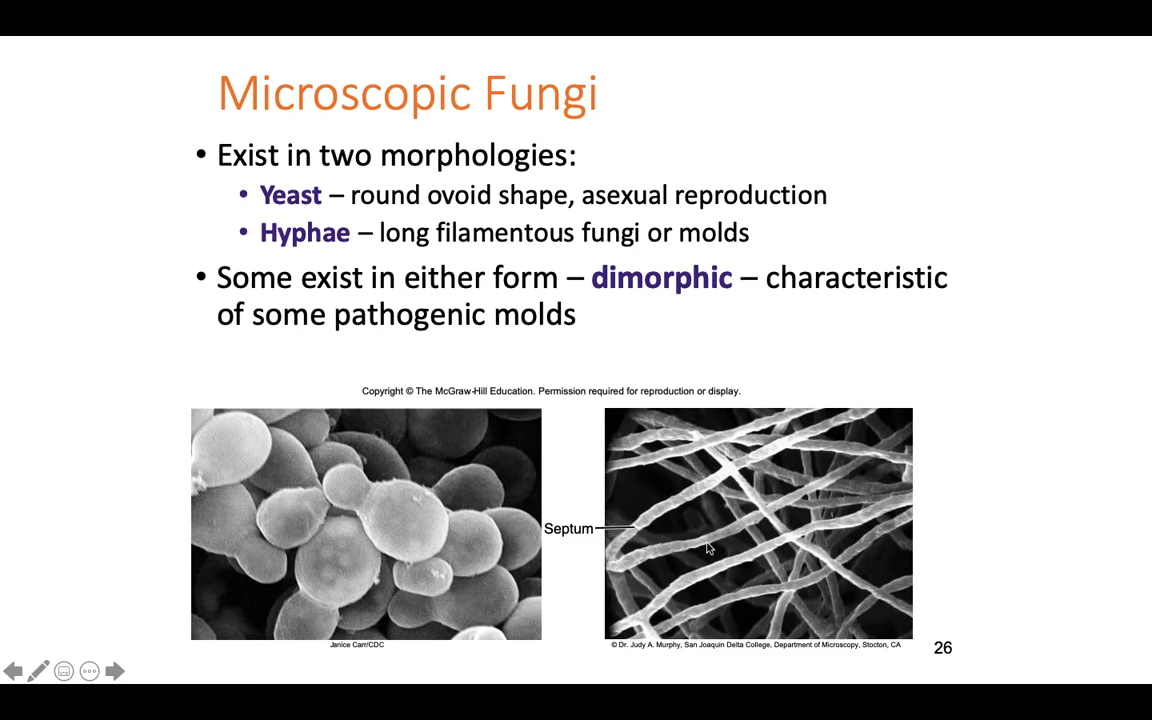 Microscopic Fungi
• Exist in two morphologies:
• Yeast – round ovoid shape, asexual reproduction
• Hyphae – long filamentous fungi or molds
• Some exist in either form – dimorphic – characteristic
of some pathogenic molds
Copyright © The McGraw-Hill Education. Permission required for reproduction or display.
Septum
Janice Carr/CDC
© Dr. Judy A. Murphy, San Joaquin Delta College, Department of Microscopy, Stocton, CA
26